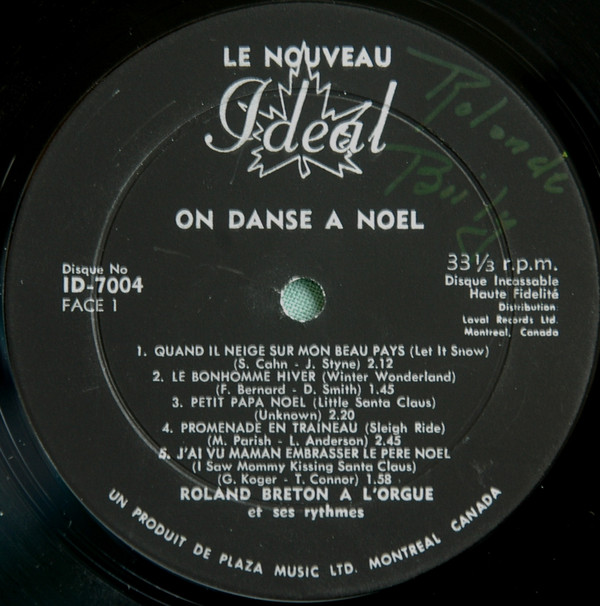 LE NOUVEAU
Ideal
ON DANSE A NOEL
Disque No
ID-7004
FACE 1
33 1/3 r.p.m.
Disque Incassable
Haute Fidelité
Distribution:
Laval Records Ltd.
Montreal, Canada
1. QUAND IL NEIGE SUR MON BEAU PAYS (Let It Snow)
(S. Cahn - J. Styne) 2.12
2. LE BONHOMME HIVER (Winter Wonderland)
(F. Bernard - D. Smith) 1.45
3. PETIT PAPA NOEL (Little Santa Claus)
(Unknown) 2.20
4. PROMENADE EN TRAINEAU (Sleigh Ride)
(M. Parish - L. Anderson) 2.45
5. J'AI VU MAMAN EMBRASSER LE PERE NOEL
(I Saw Mommy Kissing Santa Claus)
(G. Koger - T. Connor) 1.58
ROLAND BRETON A L'ORGUE
et ses rythmes
UN PRODUIT DE PLAZA MUSIC LTD. MONTREAL CANADA
Rolande